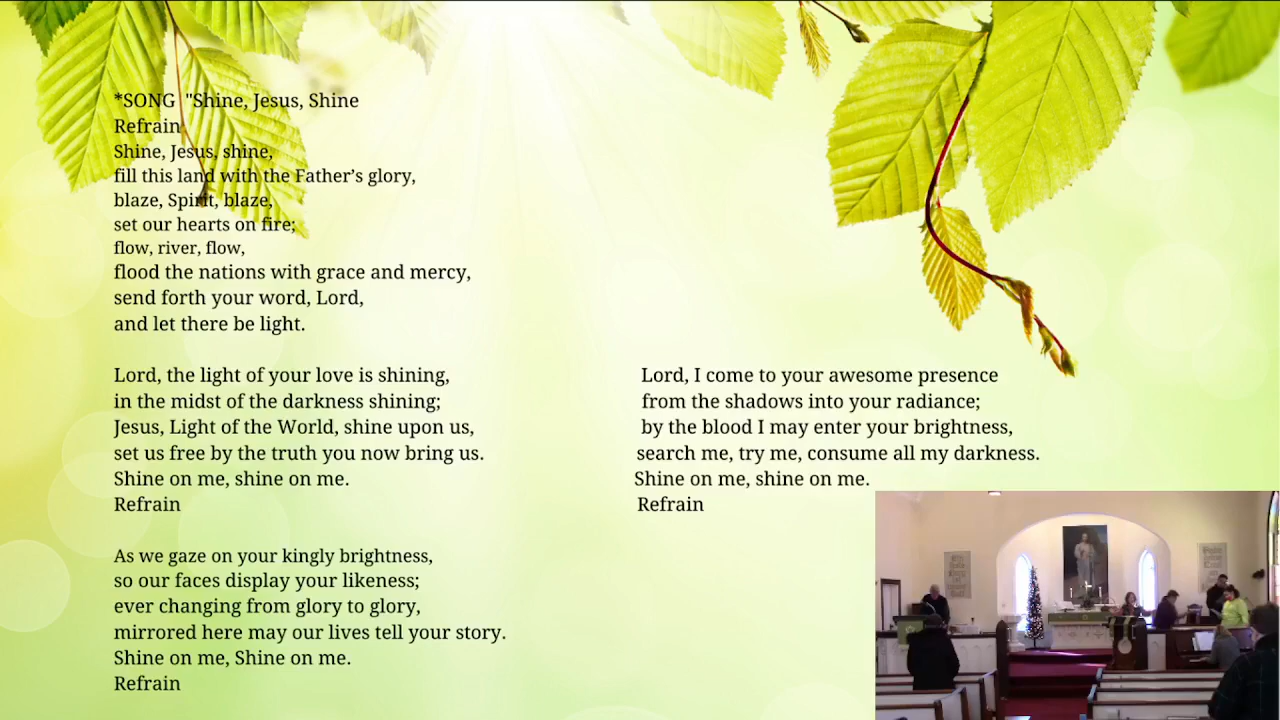 *SONG "Shine, Jesus, Shine
Refrain
Shine, Jesus, shine,
fill this land with the Father’s glory,
blaze, Spirit, blaze,
set our hearts on fire;
flow, river, flow,
flood the nations with grace and mercy,
send forth your word, Lord,
and let there be light.
Lord, the light of your love is shining,
in the midst of the darkness shining;
Jesus, Light of the World, shine upon us,
set us free by the truth you now bring us.
Shine on me, shine on me.
Refrain
Lord, I come to your awesome presence
from the shadows into your radiance;
by the blood I may enter your brightness,
search me, try me, consume all my darkness.
Shine on me, shine on me.
Refrain
As we gaze on your kingly brightness,
so our faces display your likeness;
ever changing from glory to glory,
mirrored here may our lives tell your story.
Shine on me, Shine on me.
Refrain